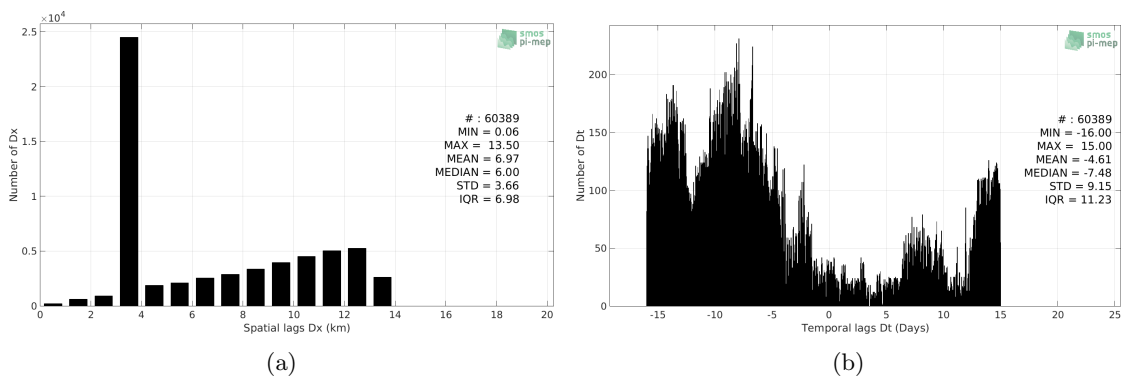 ×10⁴
2.5
2
1.5
1
0.5
0
0 2 4 6 8 10 12 14 16 18 20
Number of Dx
Spatial lags Dx (km)
smos
pi-mep
# : 60389
MIN = 0.06
MAX = 13.50
MEAN = 6.97
MEDIAN = 6.00
STD = 3.66
IQR = 6.98
(a)
200
150
100
50
0
-15 -10 -5 0 5 10 15 20 25
Number of Dt
Temporal lags Dt (Days)
smos
pi-mep
# : 60389
MIN = -16.00
MAX = 15.00
MEAN = -4.61
MEDIAN = -7.48
STD = 9.15
IQR = 11.23
(b)